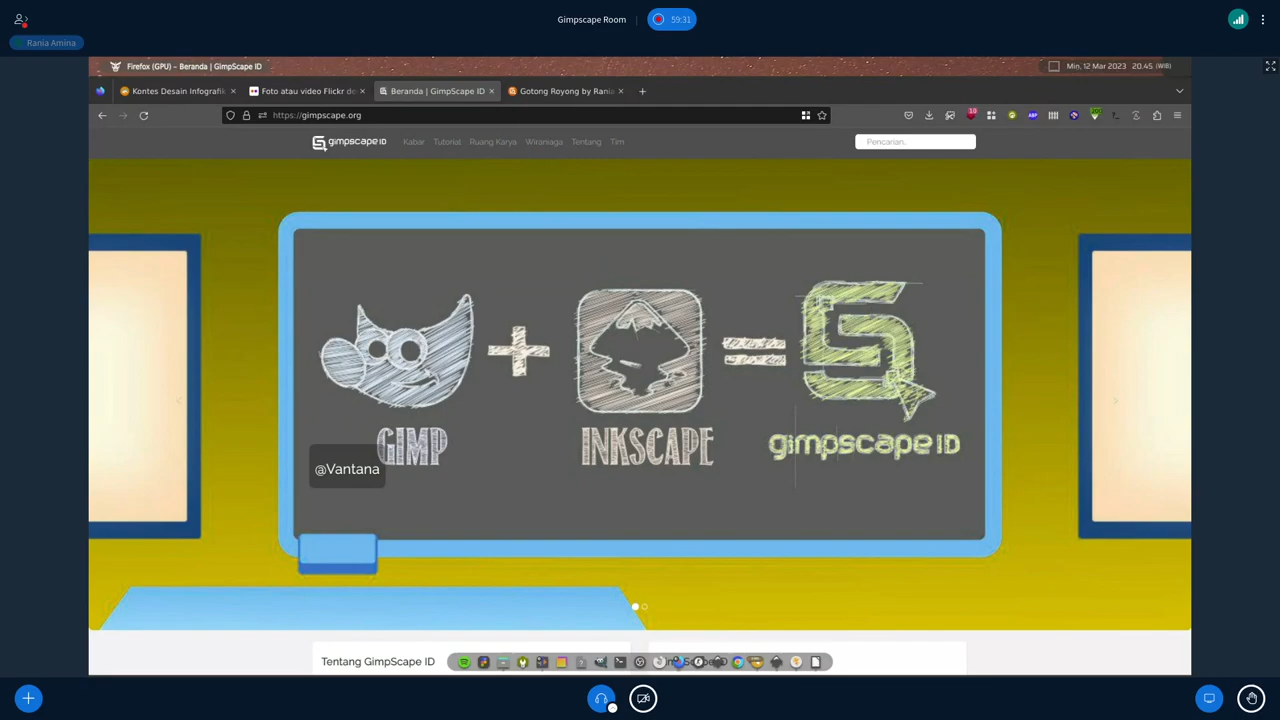 Gimpscape Room
59:31
Rania Amina
Firefox (GPU) – Beranda | GimpScape ID
Min, 12 Mar 2023 20.45 (WIB)
Kontes Desain Infografik
Foto atau video Flickr de
Beranda | GimpScape ID
Gotong Royong by Rania
https://gimpscape.org
10
ABP
gimpscape ID
Kabar
Tutorial
Ruang Karya
Wiraniaga
Tentang
Tim
Pencarian..
GIMP
INKSCAPE
gimpscape ID
@Vantana
Tentang GimpScape ID